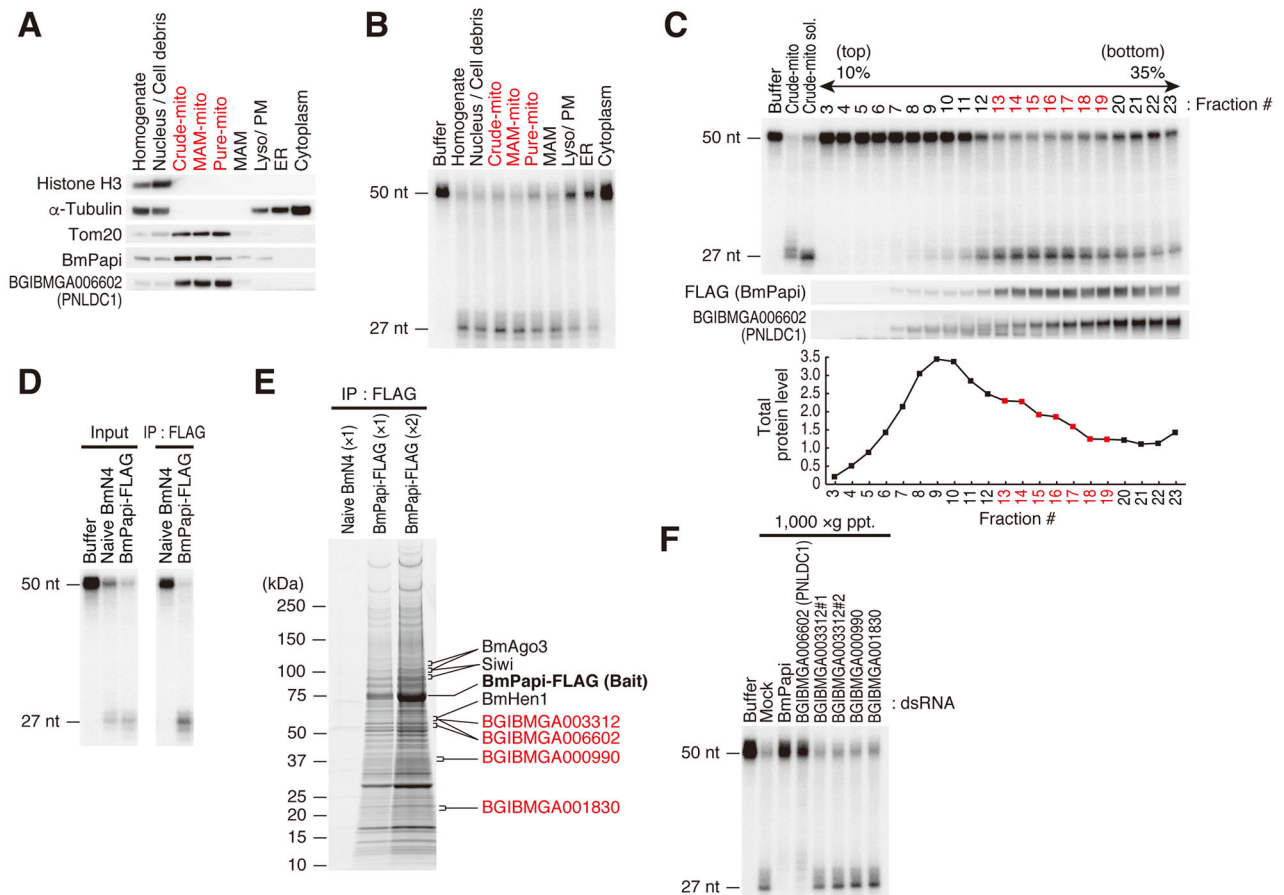 A
Homogenate
Nucleus / Cell debris
Crude-mito
MAM-mito
Pure-mito
MAM
Lyso/ PM
ER
Cytoplasm
Histone H3
α-Tubulin
Tom20
BmPapi
BGIBMGA006602
(PNLDC1)
B
Buffer
Homogenate
Nucleus / Cell debris
Crude-mito
MAM-mito
Pure-mito
MAM
Lyso/ PM
ER
Cytoplasm
50 nt
27 nt
C
Buffer
Crude-mito
Crude-mito sol.
(top)
10%
(bottom)
35%
3 4 5 6 7 8 9 10 11 12 13 14 15 16 17 18 19 20 21 22 23
: Fraction #
50 nt
27 nt
FLAG (BmPapi)
BGIBMGA006602
(PNLDC1)
Total
protein level
3.5
3.0
2.5
2.0
1.5
1.0
0.5
0
3 4 5 6 7 8 9 10 11 12 13 14 15 16 17 18 19 20 21 22 23
Fraction #
D
Input
IP : FLAG
Buffer
Naive BmN4
BmPapi-FLAG
Naive BmN4
BmPapi-FLAG
50 nt
27 nt
E
IP : FLAG
Naive BmN4 (×1)
BmPapi-FLAG (×1)
BmPapi-FLAG (×2)
(kDa)
250
150
100
75
50
37
25
20
15
10
BmAgo3
Siwi
BmPapi-FLAG (Bait)
BmHen1
BGIBMGA003312
BGIBMGA006602
BGIBMGA000990
BGIBMGA001830
F
1,000 ×g ppt.
Buffer
Mock
BmPapi
BGIBMGA006602 (PNLDC1)
BGIBMGA003312#1
BGIBMGA003312#2
BGIBMGA000990
BGIBMGA001830
: dsRNA
50 nt
27 nt